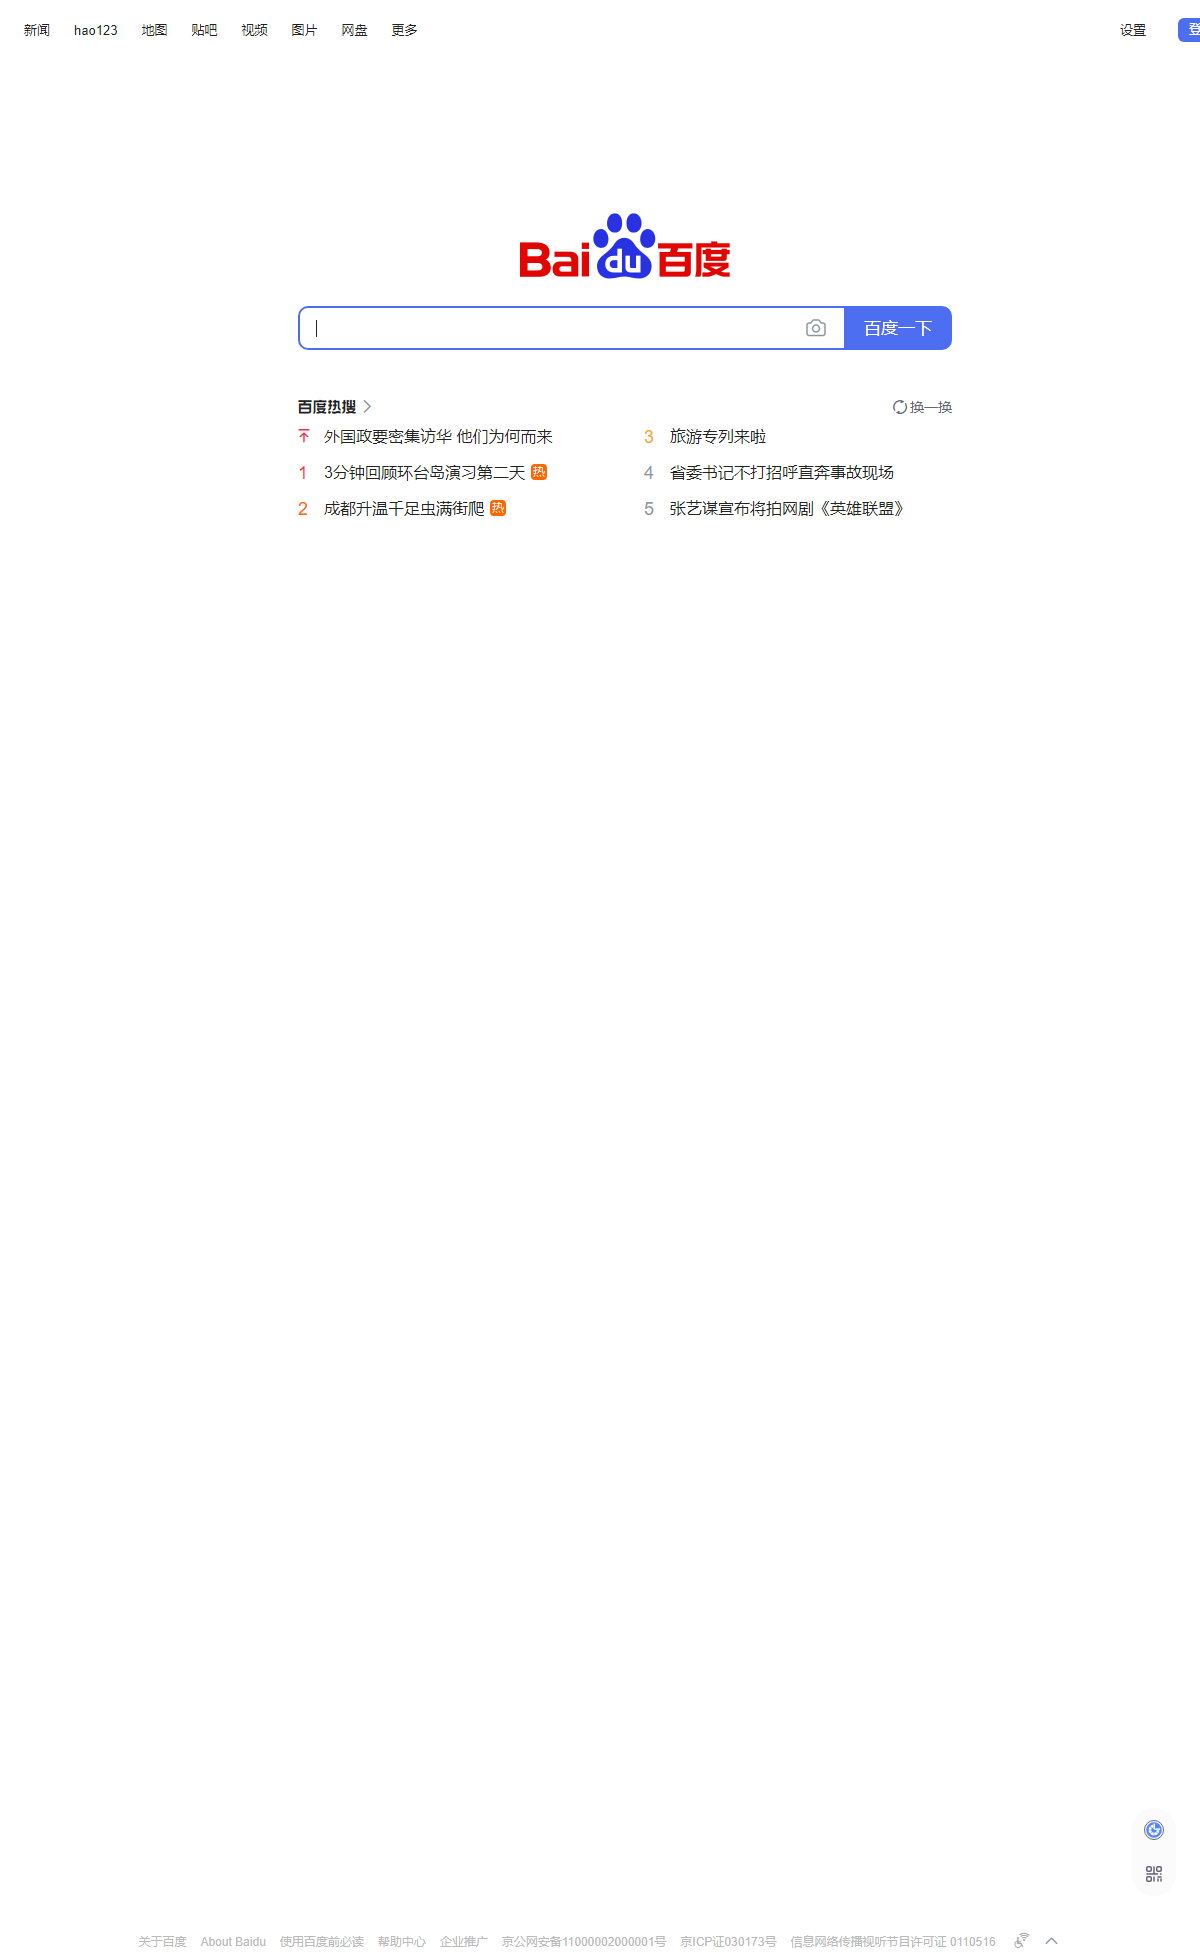 新闻 hao123 地图 贴吧 视频 图片 网盘 更多 设置
Bai du 百度
百度一下
百度热搜 换一换
外国政要密集访华 他们为何而来
1 3分钟回顾环台岛演习第二天 热
2 成都升温千足虫满街爬 热
3 旅游专列来啦
4 省委书记不打招呼直奔事故现场
5 张艺谋宣布将拍网剧《英雄联盟》
关于百度 About Baidu 使用百度前必读 帮助中心 企业推广 京公网安备11000002000001号 京ICP证030173号 信息网络传播视听节目许可证 0110516